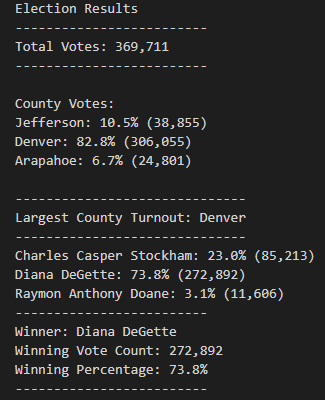 Election Results
-------------------------
Total Votes: 369,711
-------------------------
County Votes:
Jefferson: 10.5% (38,855)
Denver: 82.8% (306,055)
Arapahoe: 6.7% (24,801)
------------------------------
Largest County Turnout: Denver
------------------------------
Charles Casper Stockham: 23.0% (85,213)
Diana DeGette: 73.8% (272,892)
Raymon Anthony Doane: 3.1% (11,606)
-------------------------
Winner: Diana DeGette
Winning Vote Count: 272,892
Winning Percentage: 73.8%
-------------------------